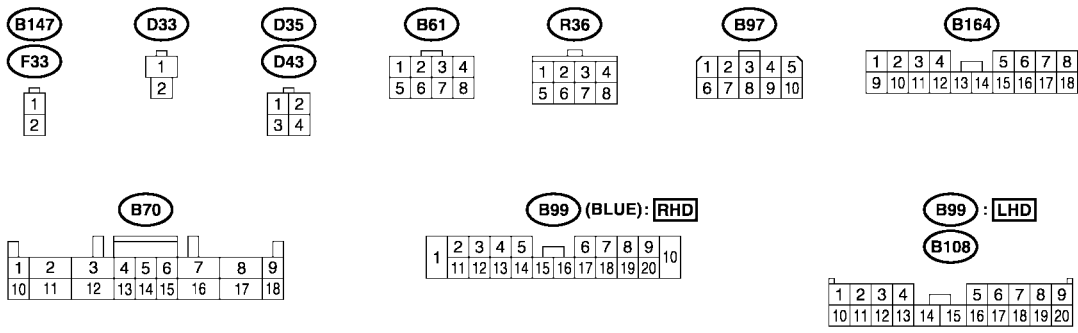 B147 D33 D35 B61 R36 B97 B164
F33 D43
1 2 3 4 1 2 3 4 1 2 3 4 5 1 2 3 4 5 6 7 8
1 5 6 7 8 5 6 7 8 6 7 8 9 10 9 10 11 12 13 14 15 16 17 18
2
1 1 2
2 3 4
B70 B99 (BLUE): RHD B99 : LHD
B108
1 2 3 4 5 6 7 8 9
10 11 12 13 14 15 16 17 18
1 2 3 4 5 6 7 8 9 10
11 12 13 14 15 16 17 18 19 20
1 2 3 4 5 6 7 8 9
10 11 12 13 14 15 16 17 18 19 20